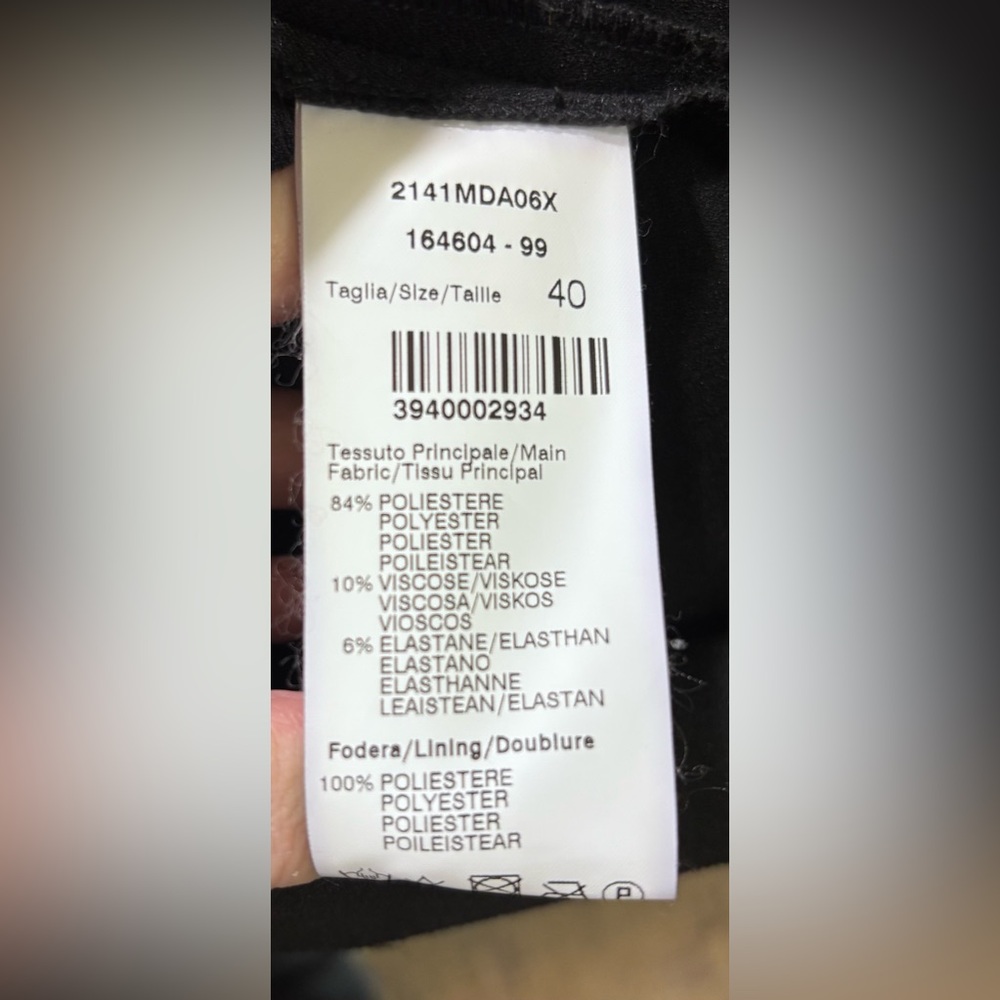 2141MDA06X
164604 - 99
Taglia/Size/Taille 40
3940002934
Tessuto Principale/Main
Fabric/Tissu Principal
84% POLIESTERE
POLYESTER
POLIESTER
POILEISTEAR
10% VISCOSE/VISKOSE
VISCOSA/VISKOS
VIOSCOS
6% ELASTANE/ELASTHAN
ELASTANO
ELASTHANNE
LEAISTEAN/ELASTAN
Fodera/Lining/Doublure
100% POLIESTERE
POLYESTER
POLIESTER
POILEISTEAR
P